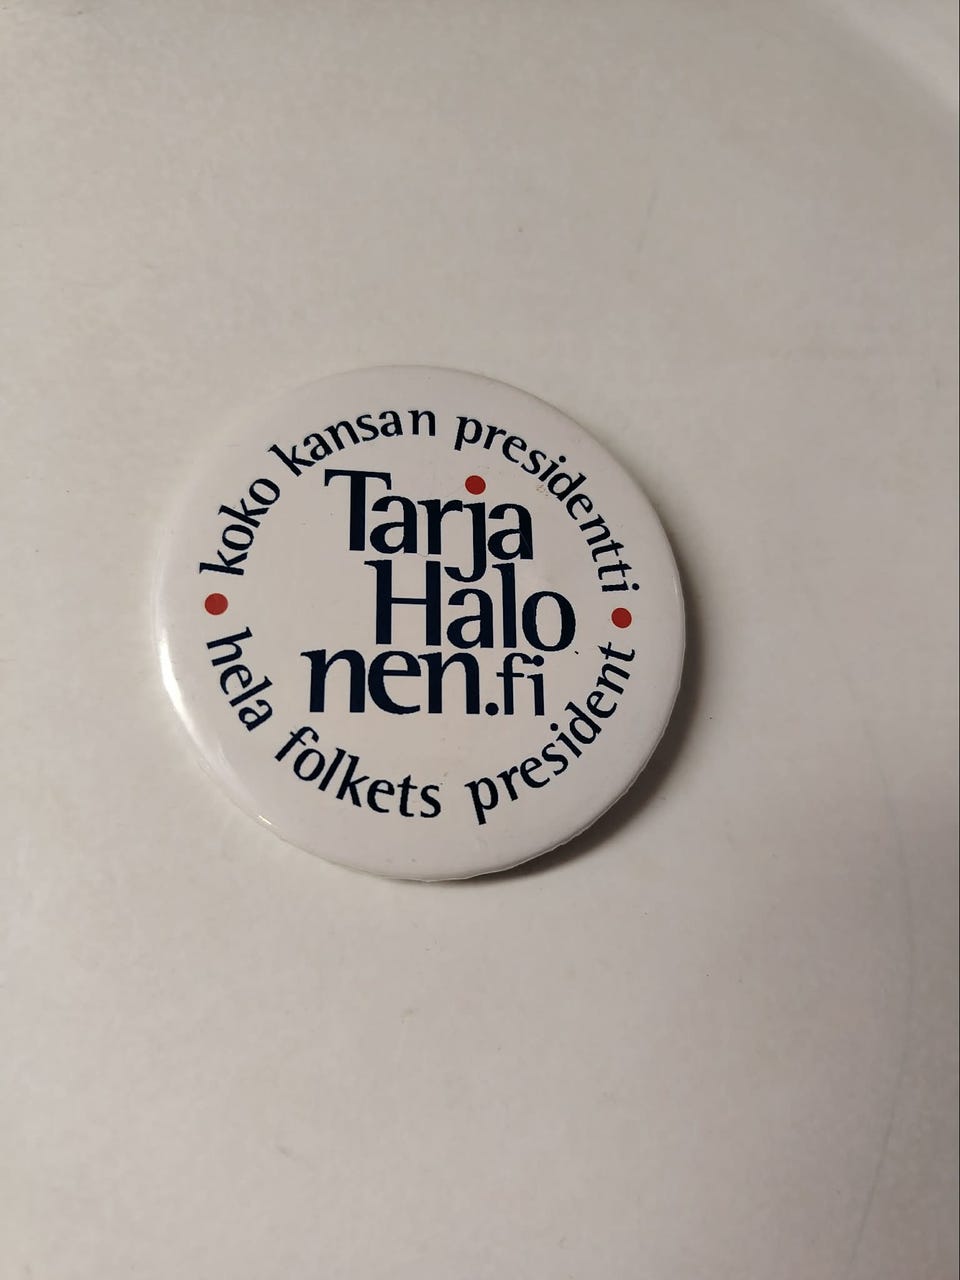 koko kansan presidentti
Tarja
Halo
nen.fi
hela folkets president